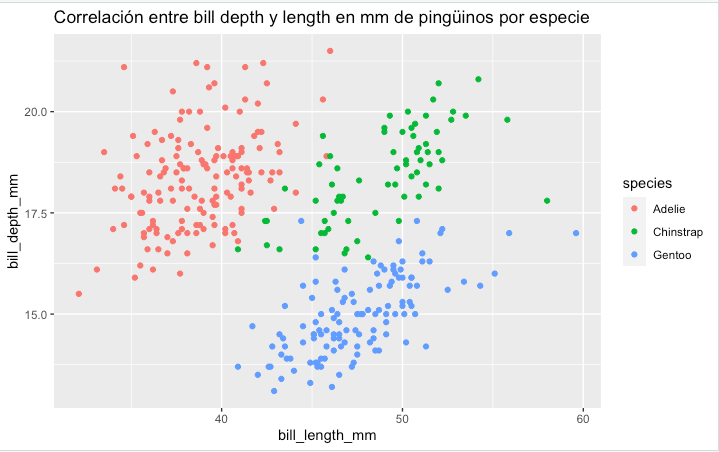 Correlación entre bill depth y length en mm de pingüinos por especie
bill_depth_mm
20.0
17.5
15.0
40
50
60
bill_length_mm
species
Adelie
Chinstrap
Gentoo